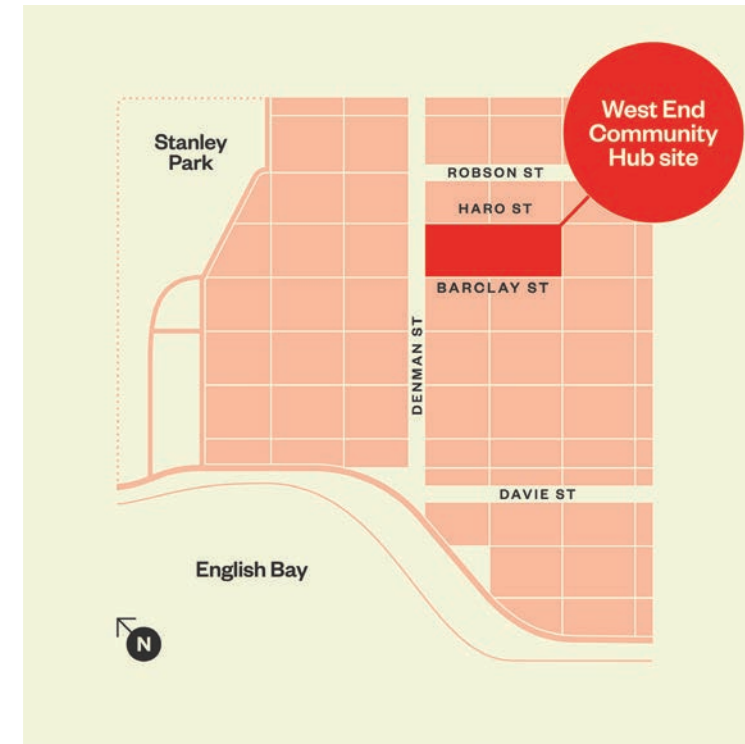 West End
Community
Hub site
Stanley
Park
ROBSON ST
HARO ST
BARCLAY ST
DENMAN ST
DAVIE ST
English Bay
N